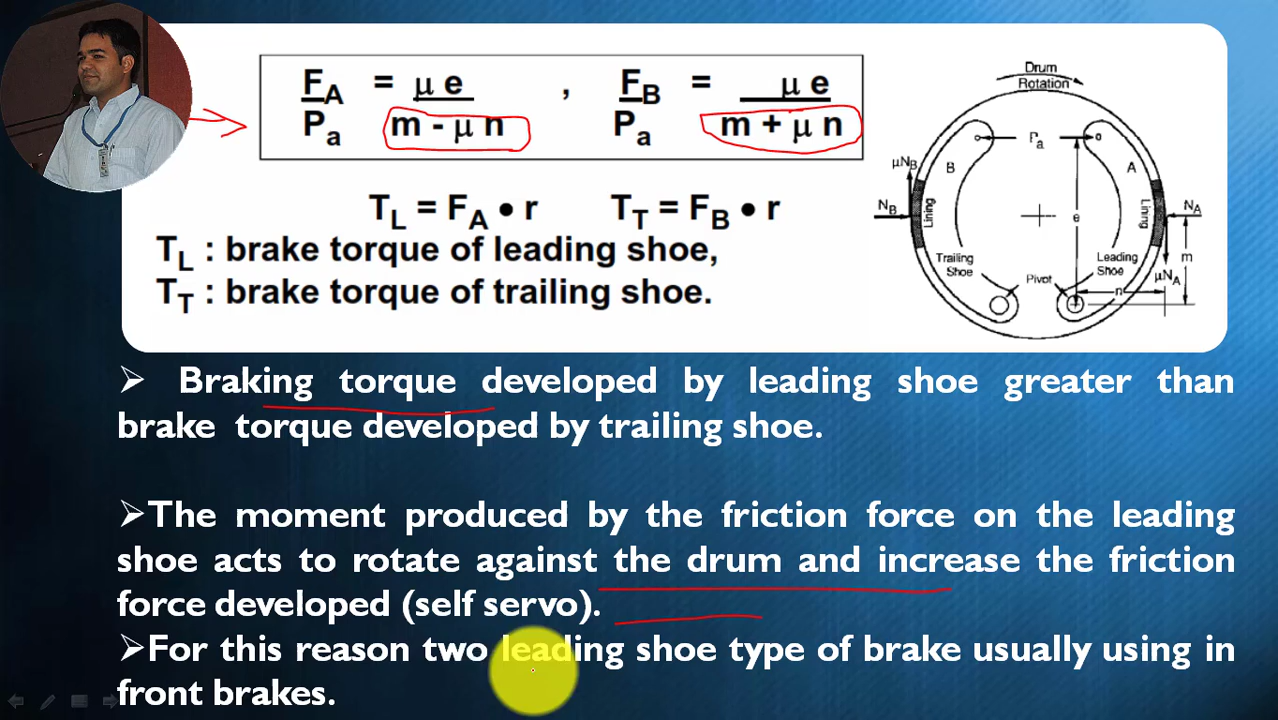 F_A / P_a = μ e / m - μ n , F_B / P_a = μ e / m + μ n
T_L = F_A • r T_T = F_B • r
T_L : brake torque of leading shoe,
T_T : brake torque of trailing shoe.
Drum
Rotation
P_a
B
A
μN_B
N_B
Lining
Lining
N_A
e
m
Trailing
Shoe
Pivot
Leading
Shoe
μN_A
n
➢ Braking torque developed by leading shoe greater than
brake torque developed by trailing shoe.
➢The moment produced by the friction force on the leading
shoe acts to rotate against the drum and increase the friction
force developed (self servo).
➢For this reason two leading shoe type of brake usually using in
front brakes.